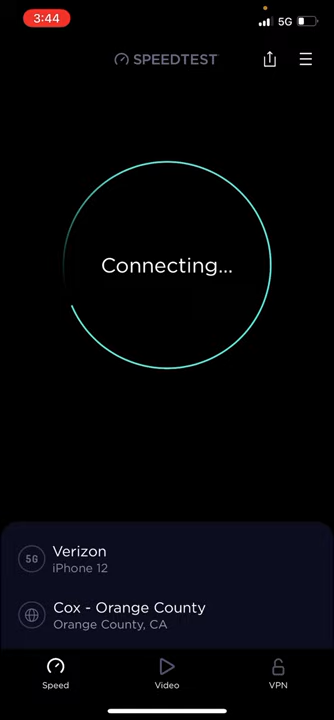 3:44
5G
SPEEDTEST
Connecting...
5G
Verizon
iPhone 12
Cox - Orange County
Orange County, CA
Speed
Video
VPN